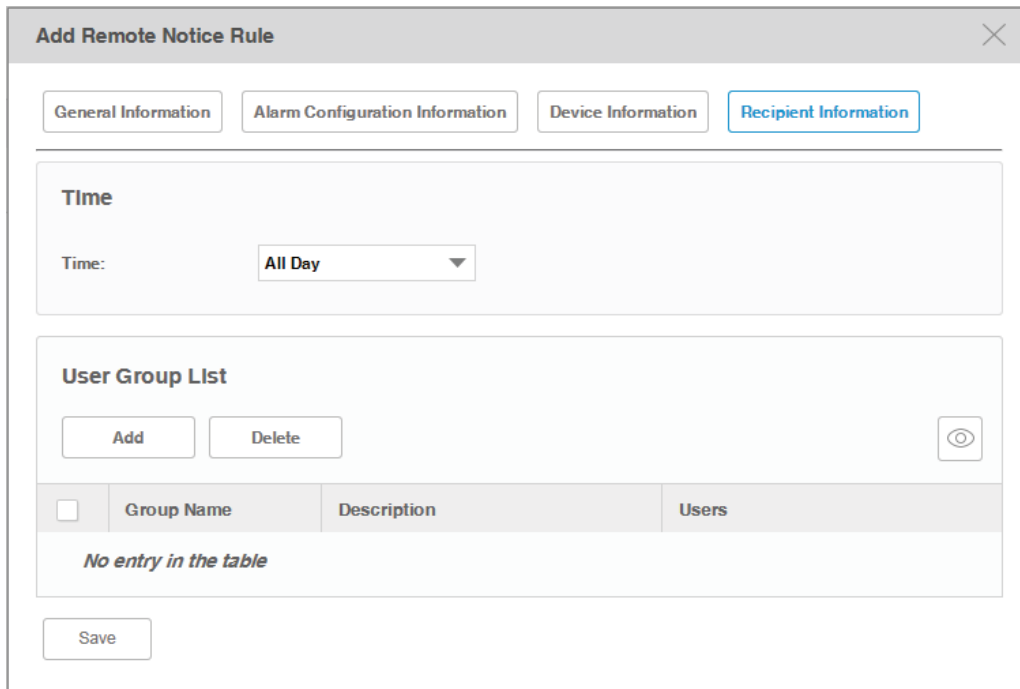 Add Remote Notice Rule
General Information Alarm Configuration Information Device Information Recipient Information
Time
Time: All Day
User Group List
Add Delete
Group Name Description Users
No entry in the table
Save